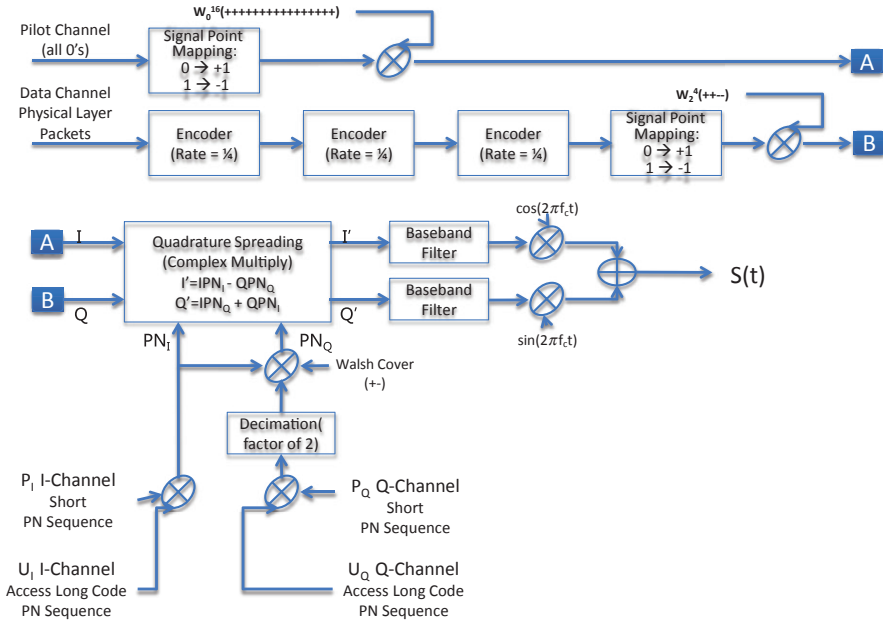 W₀¹⁶(++++++++++++++++)
Pilot Channel
(all 0's)
Signal Point
Mapping:
0 → +1
1 → -1
A
Data Channel
Physical Layer
Packets
Encoder
(Rate = ¼)
Encoder
(Rate = ¼)
Encoder
(Rate = ¼)
W₂⁴(++--)
Signal Point
Mapping:
0 → +1
1 → -1
B
A
I
B
Q
Quadrature Spreading
(Complex Multiply)
I'=IPN_I - QPN_Q
Q'=IPN_Q + QPN_i
I'
Q'
Baseband
Filter
Baseband
Filter
cos(2πf_ct)
sin(2πf_ct)
S(t)
PN_I
PN_Q
Walsh Cover
(+-)
Decimation(
factor of 2)
P_I I-Channel
Short
PN Sequence
P_Q Q-Channel
Short
PN Sequence
U_I I-Channel
Access Long Code
PN Sequence
U_Q Q-Channel
Access Long Code
PN Sequence